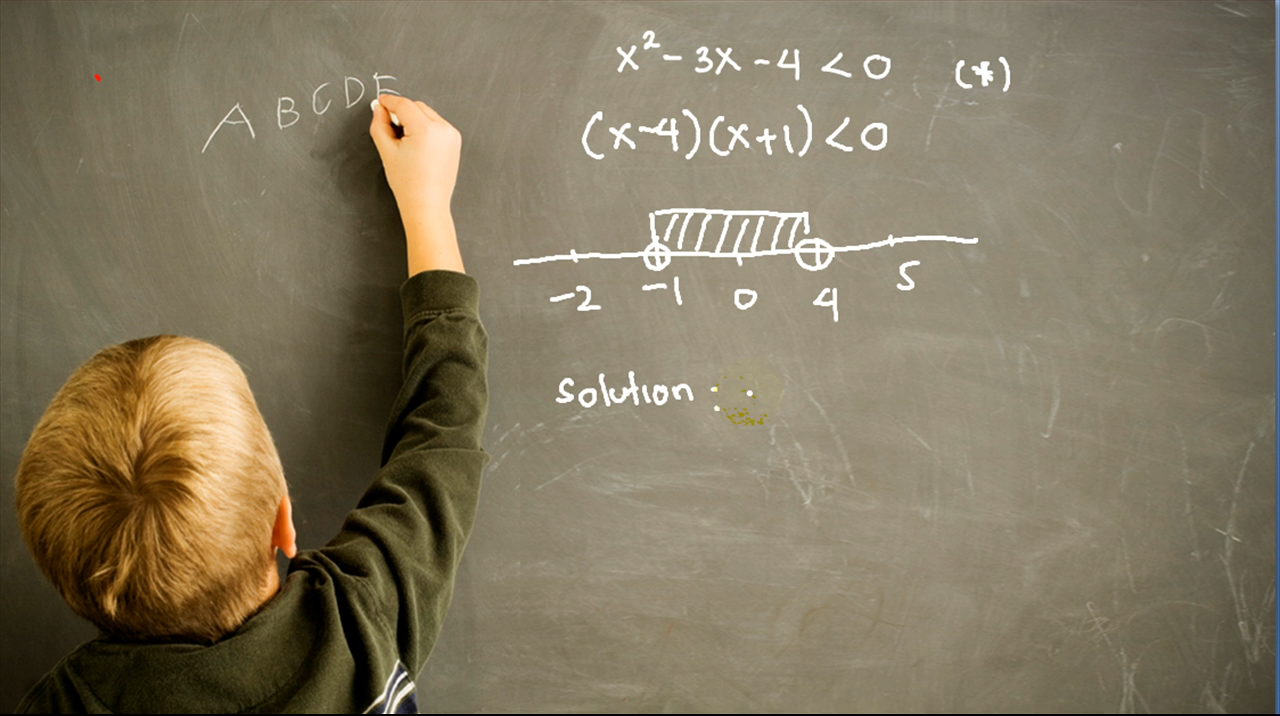 A B C D E
x² - 3x - 4 < 0 (*)
(x-4)(x+1) < 0
-2 -1 0 4 5
Solution :